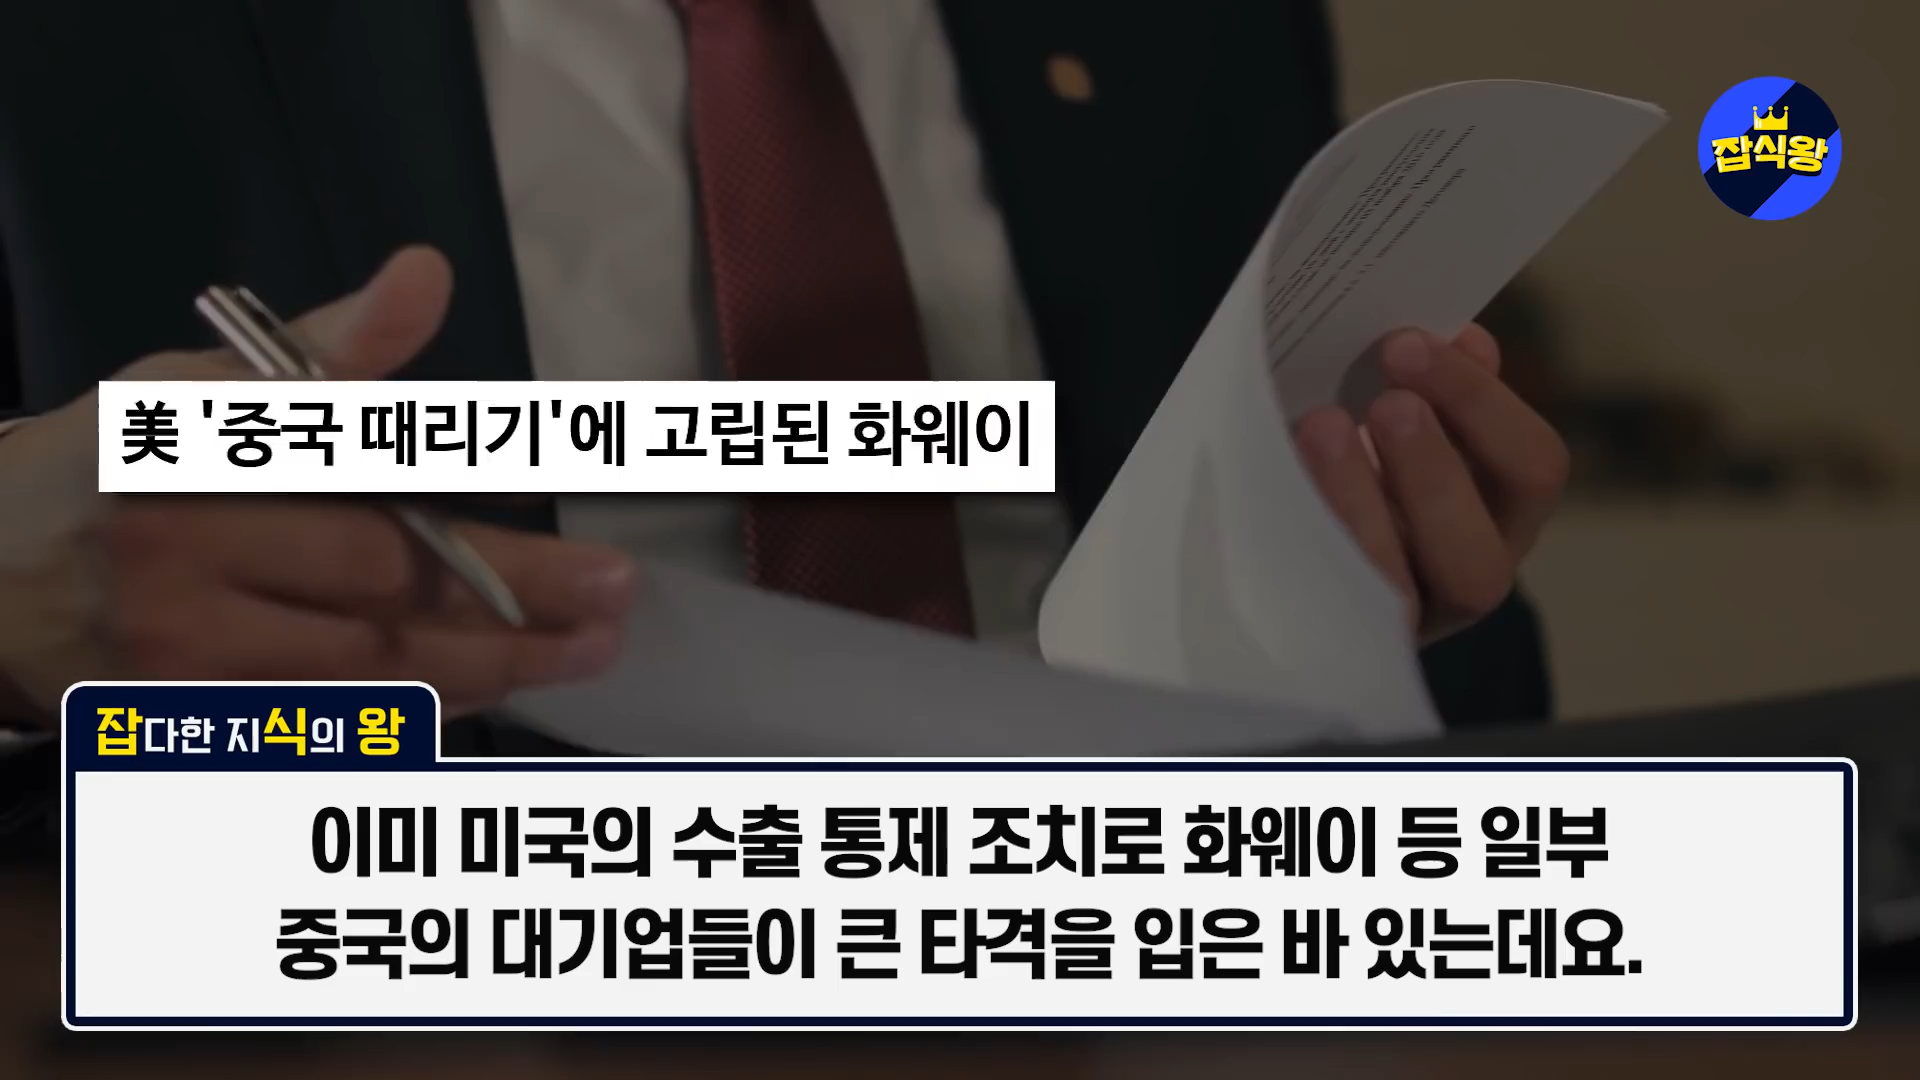 잡식왕
美 '중국 때리기'에 고립된 화웨이
잡다한 지식의 왕
이미 미국의 수출 통제 조치로 화웨이 등 일부
중국의 대기업들이 큰 타격을 입은 바 있는데요.